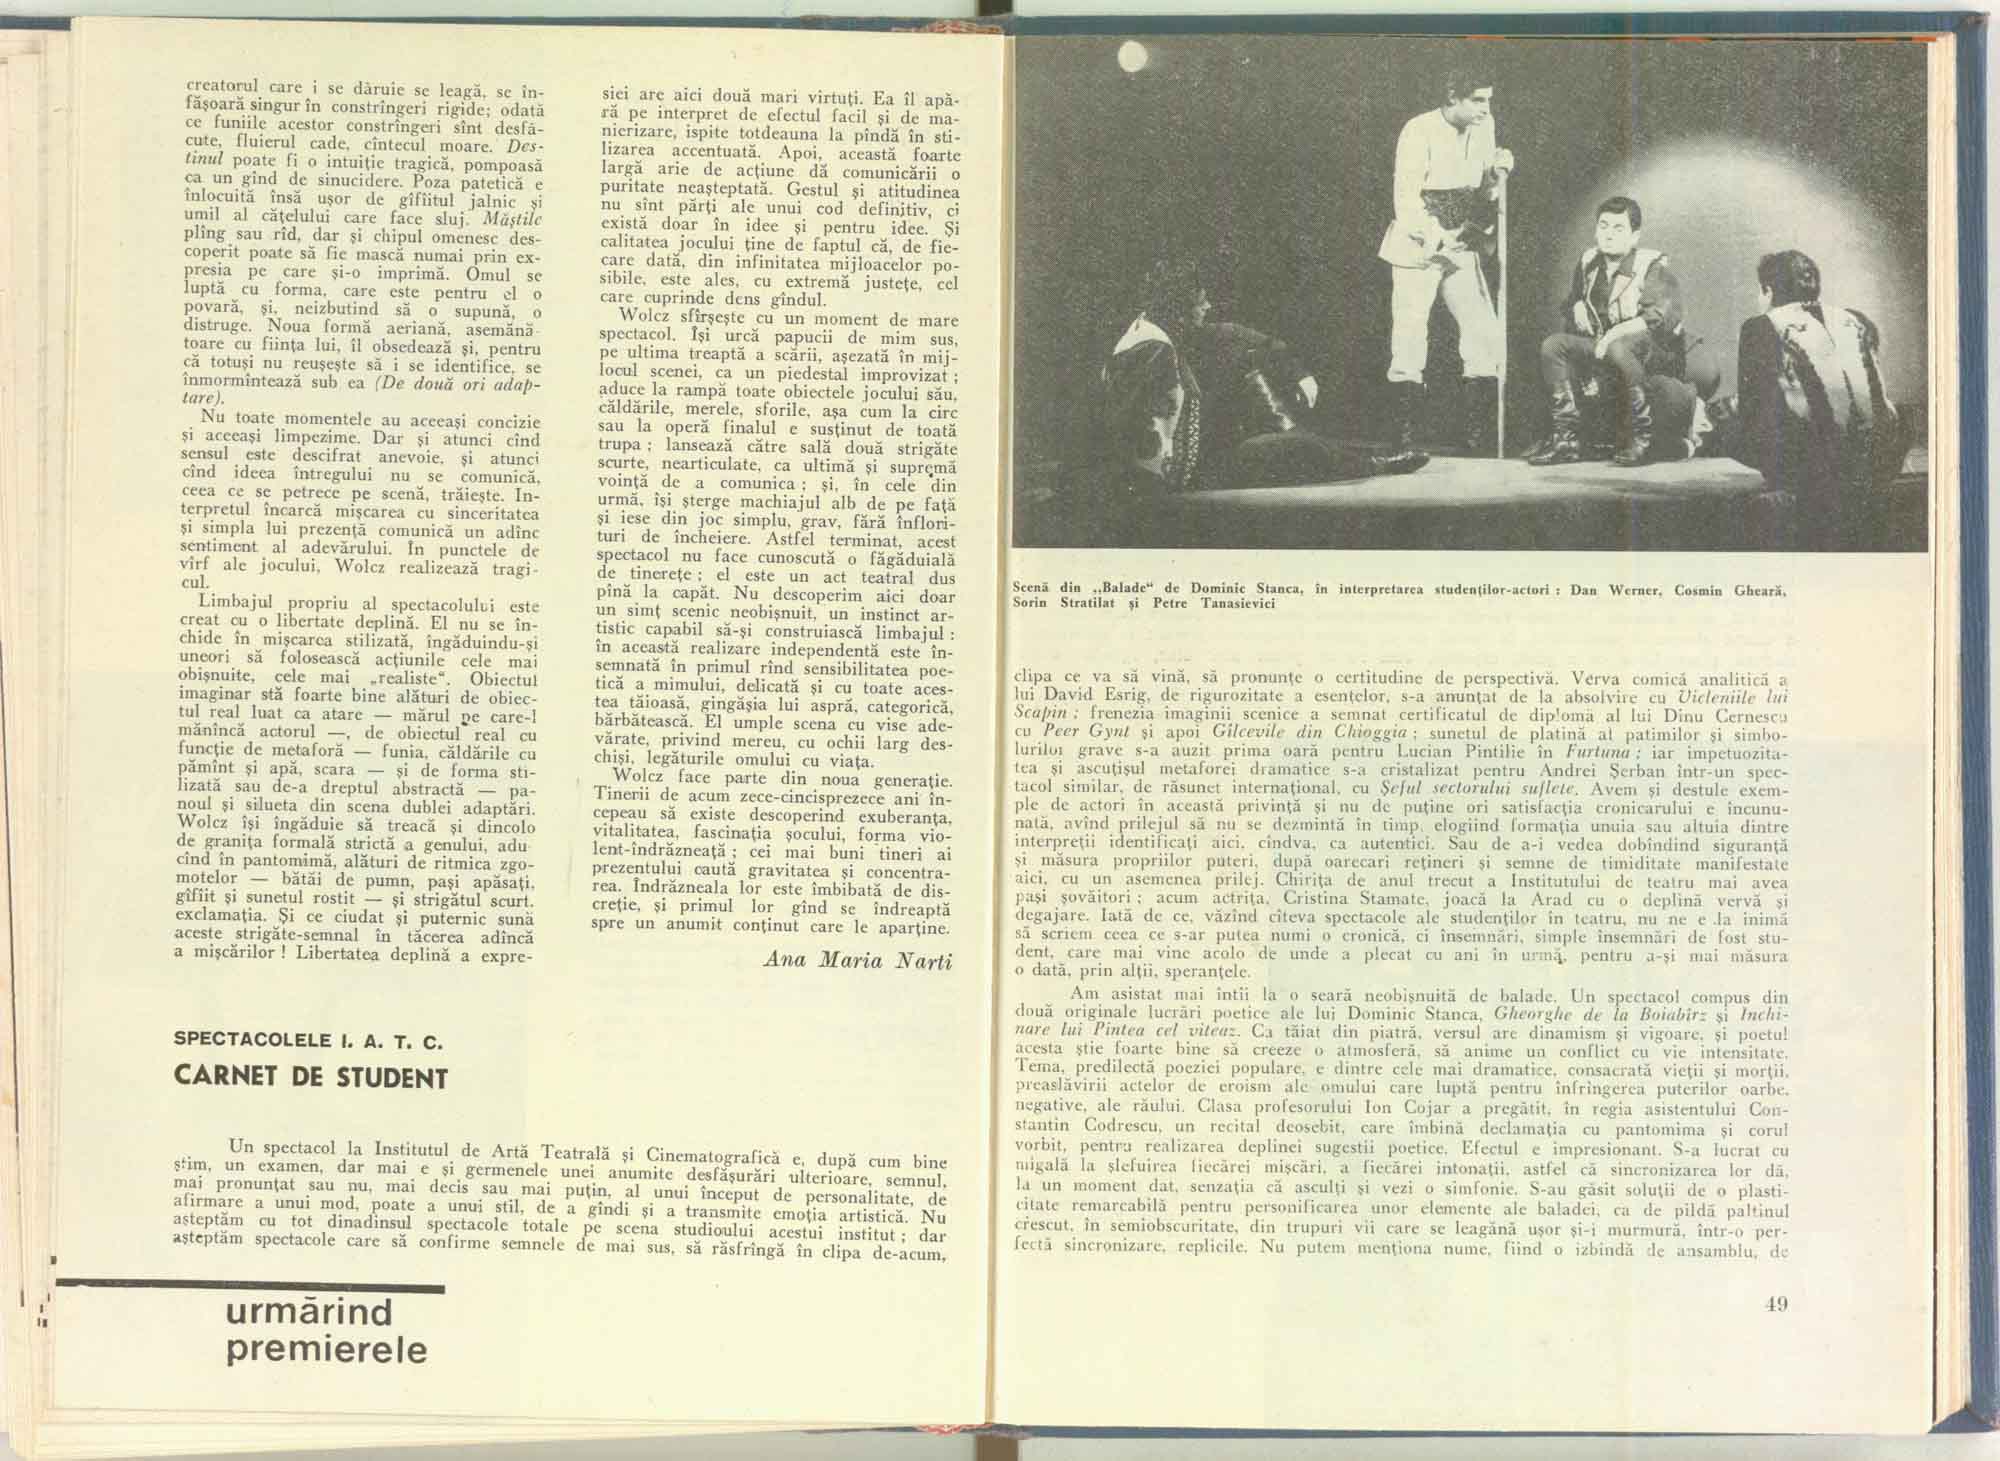 creatorul care i se dăruie se leagă, se în-
fășoară singur în constrîngeri rigide; odată
ce funiile acestor constrîngeri sînt desfă-
cute, fluierul cade, cîntecul moare. Des-
tinul poate fi o intuiție tragică, pompoasă
ca un gînd de sinucidere. Poza patetică e
înlocuită însă ușor de gîfîitul jalnic și
umil al cățelului care face sluj. Măștile
plîng sau rîd, dar și chipul omenesc des-
coperit poate să fie mască numai prin ex-
presia pe care și-o imprimă. Omul se
luptă cu forma, care este pentru el o
povară, și, neizbutind să o supună, o
distruge. Noua formă aeriană, asemănă-
toare cu ființa lui, îl obsedează și, pentru
că totuși nu reușește să i se identifice, se
înmormîntează sub ea (De două ori adap-
tare).
Nu toate momentele au aceeași concizie
și aceeași limpezime. Dar și atunci cînd
sensul este descifrat anevoie, și atunci
cînd ideea întregului nu se comunică,
ceea ce se petrece pe scenă, trăiește. In-
terpretul încarcă mișcarea cu sinceritatea
și simpla lui prezență comunică un adînc
sentiment al adevărului. În punctele de
vîrf ale jocului, Wolcz realizează tragi-
cul.
Limbajul propriu al spectacolului este
creat cu o libertate deplină. El nu se în-
chide în mișcarea stilizată, îngăduindu-și
uneori să folosească acțiunile cele mai
obișnuite, cele mai „realiste“. Obiectul
imaginar stă foarte bine alături de obiec-
tul real luat ca atare — mărul pe care-l
mănîncă actorul —, de obiectul real cu
funcție de metaforă — funia, căldările cu
pămînt și apă, scara — și de forma sti-
lizată sau de-a dreptul abstractă — pa-
noul și silueta din scena dublei adaptări.
Wolcz își îngăduie să treacă și dincolo
de granița formală strictă a genului, adu-
cînd în pantomimă, alături de ritmica zgo-
motelor — bătăi de pumn, pași apăsați,
gîfîit și sunetul rostit — și strigătul scurt.
exclamația. Și ce ciudat și puternic sună
aceste strigăte-semnal în tăcerea adîncă
a mișcărilor ! Libertatea deplină a expre-
siei are aici două mari virtuți. Ea îl apă-
ră pe interpret de efectul facil și de ma-
nierizare, ispite totdeauna la pîndă în sti-
lizarea accentuată. Apoi, această foarte
largă arie de acțiune dă comunicării o
puritate neașteptată. Gestul și atitudinea
nu sînt părți ale unui cod definitiv, ci
există doar în idee și pentru idee. Și
calitatea jocului ține de faptul că, de fie-
care dată, din infinitatea mijloacelor po-
sibile, este ales, cu extremă justețe, cel
care cuprinde dens gîndul.
Wolcz sfîrșește cu un moment de mare
spectacol. Își urcă papucii de mim sus,
pe ultima treaptă a scării, așezată în mij-
locul scenei, ca un piedestal improvizat ;
aduce la rampă toate obiectele jocului său,
căldările, merele, sforile, așa cum la circ
sau la operă finalul e susținut de toată
trupa ; lansează către sală două strigăte
scurte, nearticulate, ca ultimă și supremă
voință de a comunica ; și, în cele din
urmă, își șterge machiajul alb de pe față
și iese din joc simplu, grav, fără înflori-
turi de încheiere. Astfel terminat, acest
spectacol nu face cunoscută o făgăduială
de tinerețe ; el este un act teatral dus
pînă la capăt. Nu descoperim aici doar
un simț scenic neobișnuit, un instinct ar-
tistic capabil să-și construiască limbajul :
în această realizare independentă este în-
semnată în primul rînd sensibilitatea poe-
tică a mimului, delicată și cu toate aces-
tea tăioasă, gingășia lui aspră, categorică,
bărbătească. El umple scena cu vise ade-
vărate, privind mereu, cu ochii larg des-
chiși, legăturile omului cu viața.
Wolcz face parte din noua generație.
Tinerii de acum zece-cincisprezece ani în-
cepeau să existe descoperind exuberanța,
vitalitatea, fascinația șocului, forma vio-
lent-îndrăzneață ; cei mai buni tineri ai
prezentului caută gravitatea și concentra-
rea. Îndrăzneala lor este îmbibată de dis-
creție, și primul lor gînd se îndreaptă
spre un anumit conținut care le aparține.
Ana Maria Narti
SPECTACOLELE I. A. T. C.
CARNET DE STUDENT
Un spectacol la Institutul de Artă Teatrală și Cinematografică e, după cum bine
știm, un examen, dar mai e și germenele unei anumite desfășurări ulterioare, semnul,
mai pronunțat sau nu, mai decis sau mai puțin, al unui început de personalitate, de
afirmare a unui mod, poate a unui stil, de a gîndi și a transmite emoția artistică. Nu
așteptăm cu tot dinadinsul spectacole totale pe scena studioului acestui institut ; dar
așteptăm spectacole care să confirme semnele de mai sus, să răsfrîngă în clipa de-acum,
urmărind
premierele
Scenă din „Balade“ de Dominic Stanca, în interpretarea studenților-actori : Dan Werner, Cosmin Gheară,
Sorin Stratilat și Petre Tanasievici
clipa ce va să vină, să pronunțe o certitudine de perspectivă. Verva comică analitică a
lui David Esrig, de rigurozitate a esențelor, s-a anunțat de la absolvire cu Vicleniile lui
Scapin ; frenezia imaginii scenice a semnat certificatul de diplomă al lui Dinu Cernescu
cu Peer Gynt și apoi Gîlcevile din Chioggia ; sunetul de platină al patimilor și simbo-
lurilor grave s-a auzit prima oară pentru Lucian Pintilie în Furtuna ; iar impetuozita-
tea și ascuțișul metaforei dramatice s-a cristalizat pentru Andrei Șerban într-un spec-
tacol similar, de răsunet internațional, cu Șeful sectorului suflete. Avem și destule exem-
ple de actori în această privință și nu de puține ori satisfacția cronicarului e încunu-
nată, avînd prilejul să nu se dezmintă în timp, elogiind formația unuia sau altuia dintre
interpreții identificați aici, cîndva, ca autentici. Sau de a-i vedea dobîndind siguranță
și măsura propriilor puteri, după oarecari rețineri și semne de timiditate manifestate
aici, cu un asemenea prilej. Chirița de anul trecut a Institutului de teatru mai avea
pași șovăitori ; acum actrița, Cristina Stamate, joacă la Arad cu o deplină vervă și
degajare. Iată de ce, văzînd cîteva spectacole ale studenților în teatru, nu ne e la inimă
să scriem ceea ce s-ar putea numi o cronică, ci însemnări, simple însemnări de fost stu-
dent, care mai vine acolo de unde a plecat cu ani în urmă, pentru a-și mai măsura
o dată, prin alții, speranțele.
Am asistat mai întîi la o seară neobișnuită de balade. Un spectacol compus din
două originale lucrări poetice ale lui Dominic Stanca, Gheorghe de la Boiabîrz și Inchi-
nare lui Pintea cel viteaz. Ca tăiat din piatră, versul are dinamism și vigoare, și poetul
acesta știe foarte bine să creeze o atmosferă, să anime un conflict cu vie intensitate.
Tema, predilectă poeziei populare, e dintre cele mai dramatice, consacrată vieții și morții,
preaslăvirii actelor de eroism ale omului care luptă pentru înfrîngerea puterilor oarbe,
negative, ale răului. Clasa profesorului Ion Cojar a pregătit, în regia asistentului Con-
stantin Codrescu, un recital deosebit, care îmbină declamația cu pantomima și corul
vorbit, pentru realizarea deplinei sugestii poetice. Efectul e impresionant. S-a lucrat cu
migală la șlefuirea fiecărei mișcări, a fiecărei intonații, astfel că sincronizarea lor dă,
la un moment dat, senzația că asculți și vezi o simfonie. S-au găsit soluții de o plasti-
citate remarcabilă pentru personificarea unor elemente ale baladei, ca de pildă paltinul
crescut, în semiobscuritate, din trupuri vii care se leagănă ușor și-i murmură, într-o per-
fectă sincronizare, replicile. Nu putem menționa nume, fiind o izbîndă de ansamblu, de
49